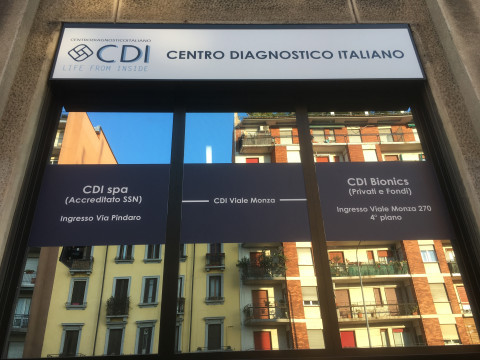 CENTRODIAGNOSTICOITALIANO
CDI
LIFE FROM INSIDE
CENTRO DIAGNOSTICO ITALIANO
CDI spa
(Accreditato SSN)
Ingresso Via Pindaro
CDI Viale Monza
CDI Bionics
(Privati e Fondi)
Ingresso Viale Monza 270
4° piano